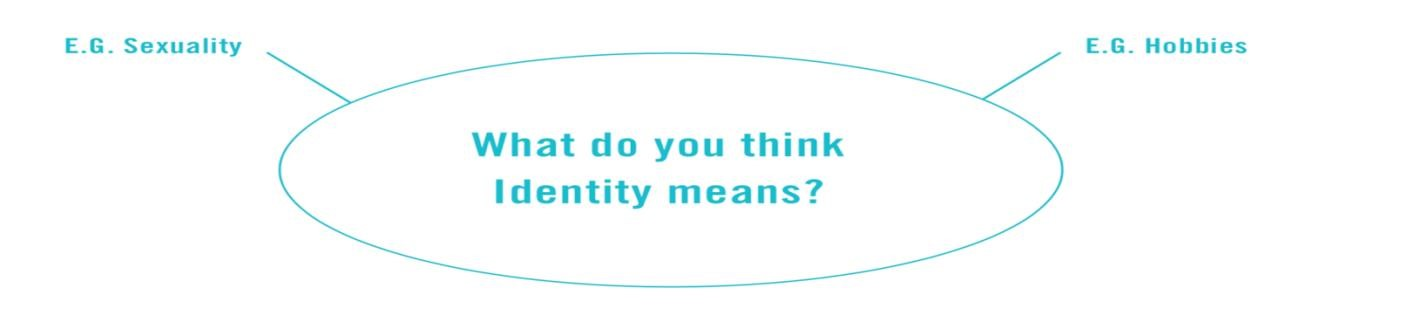 E.G. Sexuality
E.G. Hobbies
What do you think
Identity means?